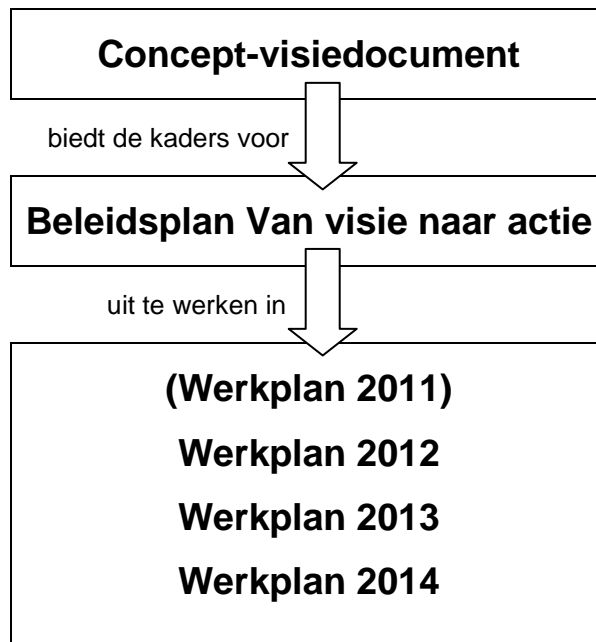 Concept-visiedocument
biedt de kaders voor
Beleidsplan Van visie naar actie
uit te werken in
(Werkplan 2011)
Werkplan 2012
Werkplan 2013
Werkplan 2014